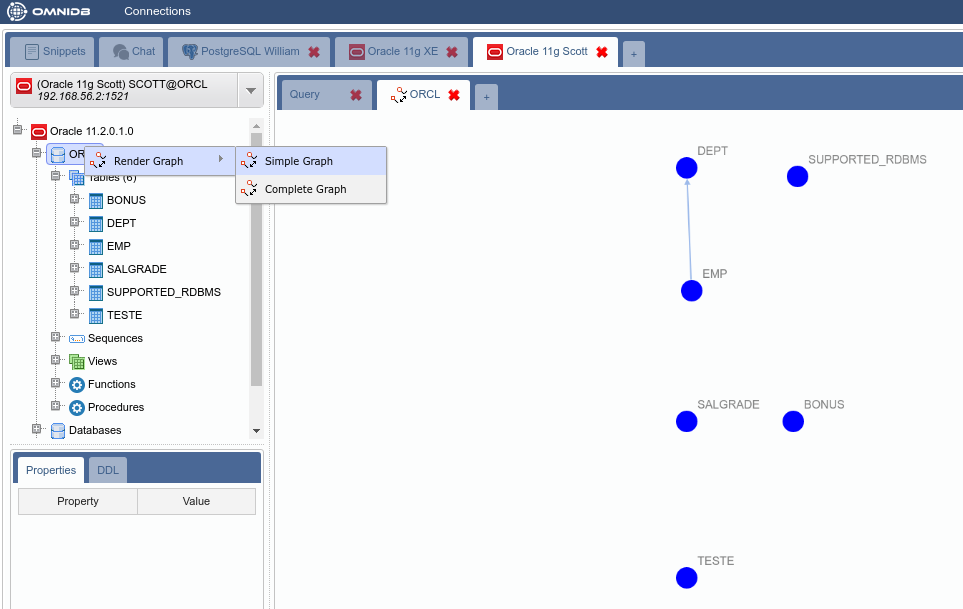 OMNIDB Connections
Snippets Chat PostgreSQL William Oracle 11g XE Oracle 11g Scott +
(Oracle 11g Scott) SCOTT@ORCL
192.168.56.2:1521
Query ORCL +
Oracle 11.2.0.1.0
OR
Render Graph
Simple Graph
Complete Graph
Tables (6)
BONUS
DEPT
EMP
SALGRADE
SUPPORTED_RDBMS
TESTE
Sequences
Views
Functions
Procedures
Databases
Properties DDL
Property Value
DEPT
SUPPORTED_RDBMS
EMP
SALGRADE
BONUS
TESTE